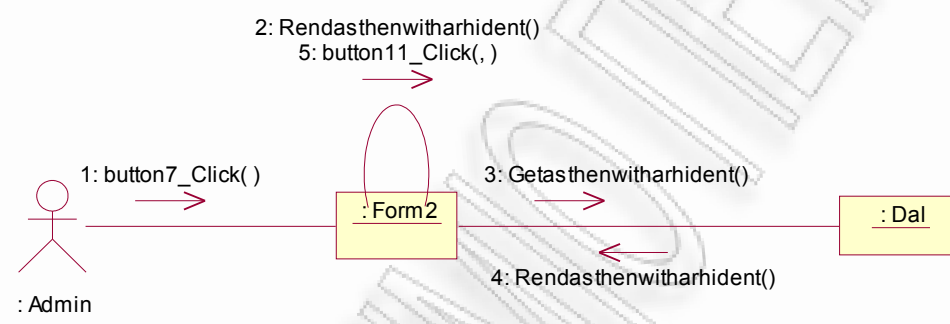 2: Rendasthenwitharhident()
5: button11_Click(, )
1: button7_Click( )
3: Getasthenwitharhident()
: Form2
: Dal
4: Rendasthenwitharhident()
: Admin